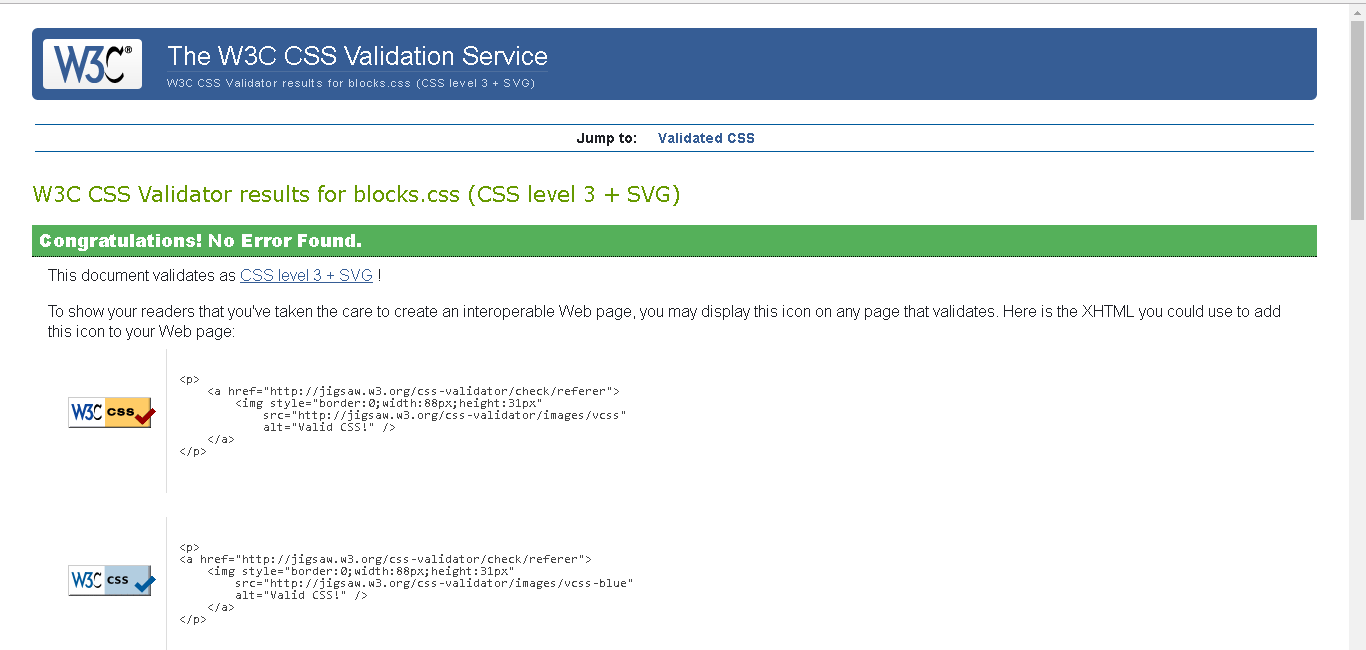 W3C®
The W3C CSS Validation Service
W3C CSS Validator results for blocks.css (CSS level 3 + SVG)
Jump to: Validated CSS
W3C CSS Validator results for blocks.css (CSS level 3 + SVG)
Congratulations! No Error Found.
This document validates as CSS level 3 + SVG !
To show your readers that you've taken the care to create an interoperable Web page, you may display this icon on any page that validates. Here is the XHTML you could use to add
this icon to your Web page:
W3C css
<p>
    <a href="http://jigsaw.w3.org/css-validator/check/referer">
        <img style="border:0;width:88px;height:31px"
            src="http://jigsaw.w3.org/css-validator/images/vcss"
            alt="Valid CSS!" />
    </a>
</p>
W3C css
<p>
<a href="http://jigsaw.w3.org/css-validator/check/referer">
    <img style="border:0;width:88px;height:31px"
        src="http://jigsaw.w3.org/css-validator/images/vcss-blue"
        alt="Valid CSS!" />
    </a>
</p>